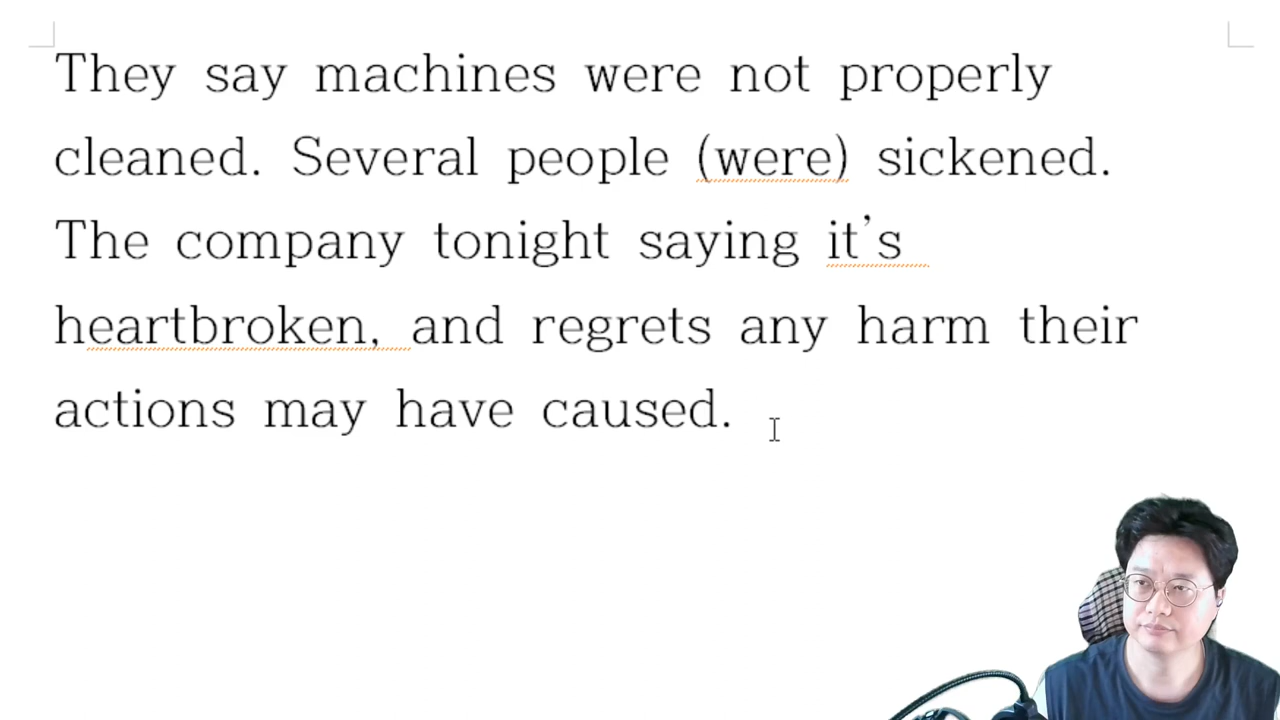 They say machines were not properly
cleaned. Several people (were) sickened.
The company tonight saying it's
heartbroken, and regrets any harm their
actions may have caused.